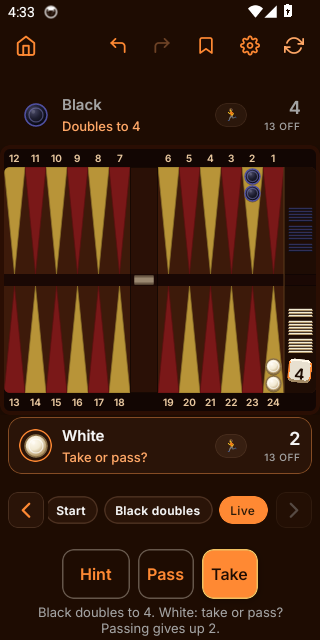 4:33
Black
Doubles to 4
4
13 OFF
12 11 10 9 8 7 6 5 4 3 2 1
4
13 14 15 16 17 18 19 20 21 22 23 24
White
Take or pass?
2
13 OFF
Start
Black doubles
Live
Hint
Pass
Take
Black doubles to 4. White: take or pass?
Passing gives up 2.